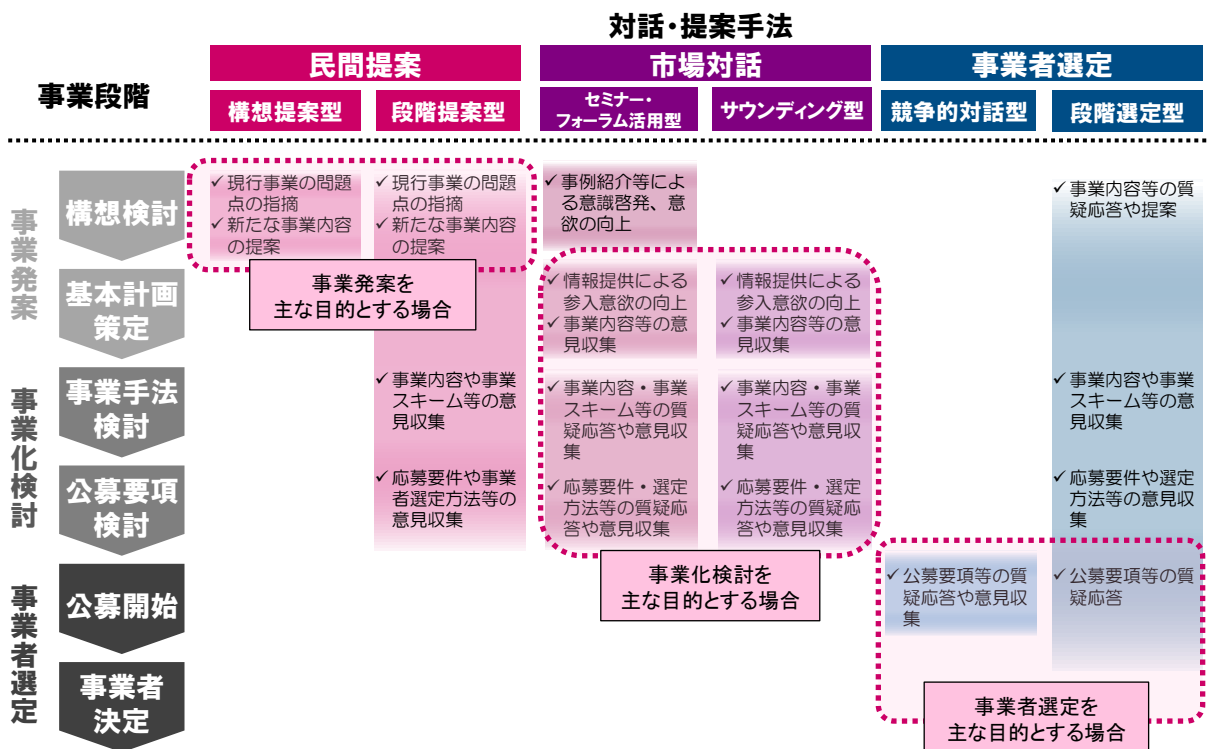 対話・提案手法
事業段階
民間提案
市場対話
事業者選定
構想提案型
段階提案型
セミナー・
フォーラム活用型
サウンディング型
競争的対話型
段階選定型
事業発案
構想検討
✓現行事業の問題
点の指摘
✓新たな事業内容
の提案
✓現行事業の問題
点の指摘
✓新たな事業内容
の提案
✓事例紹介等によ
る意識啓発、意
欲の向上
✓事業内容等の質
疑応答や提案
事業発案を
主な目的とする場合
基本計画
策定
✓情報提供による
参入意欲の向上
✓事業内容等の意
見収集
✓情報提供による
参入意欲の向上
✓事業内容等の意
見収集
事業化検討
事業手法
検討
✓事業内容や事業
スキーム等の意
見収集
✓事業内容・事業
スキーム等の質
疑応答や意見収
集
✓事業内容・事業
スキーム等の質
疑応答や意見収
集
✓事業内容や事業
スキーム等の意
見収集
公募要項
検討
✓応募要件や事業
者選定方法等の
意見収集
✓応募要件・選定
方法等の質疑応
答や意見収集
✓応募要件・選定
方法等の質疑応
答や意見収集
✓応募要件や選定
方法等の意見収
集
事業化検討を
主な目的とする場合
事業者選定
公募開始
✓公募要項等の質
疑応答や意見収
集
✓公募要項等の質
疑応答
事業者
決定
事業者選定を
主な目的とする場合